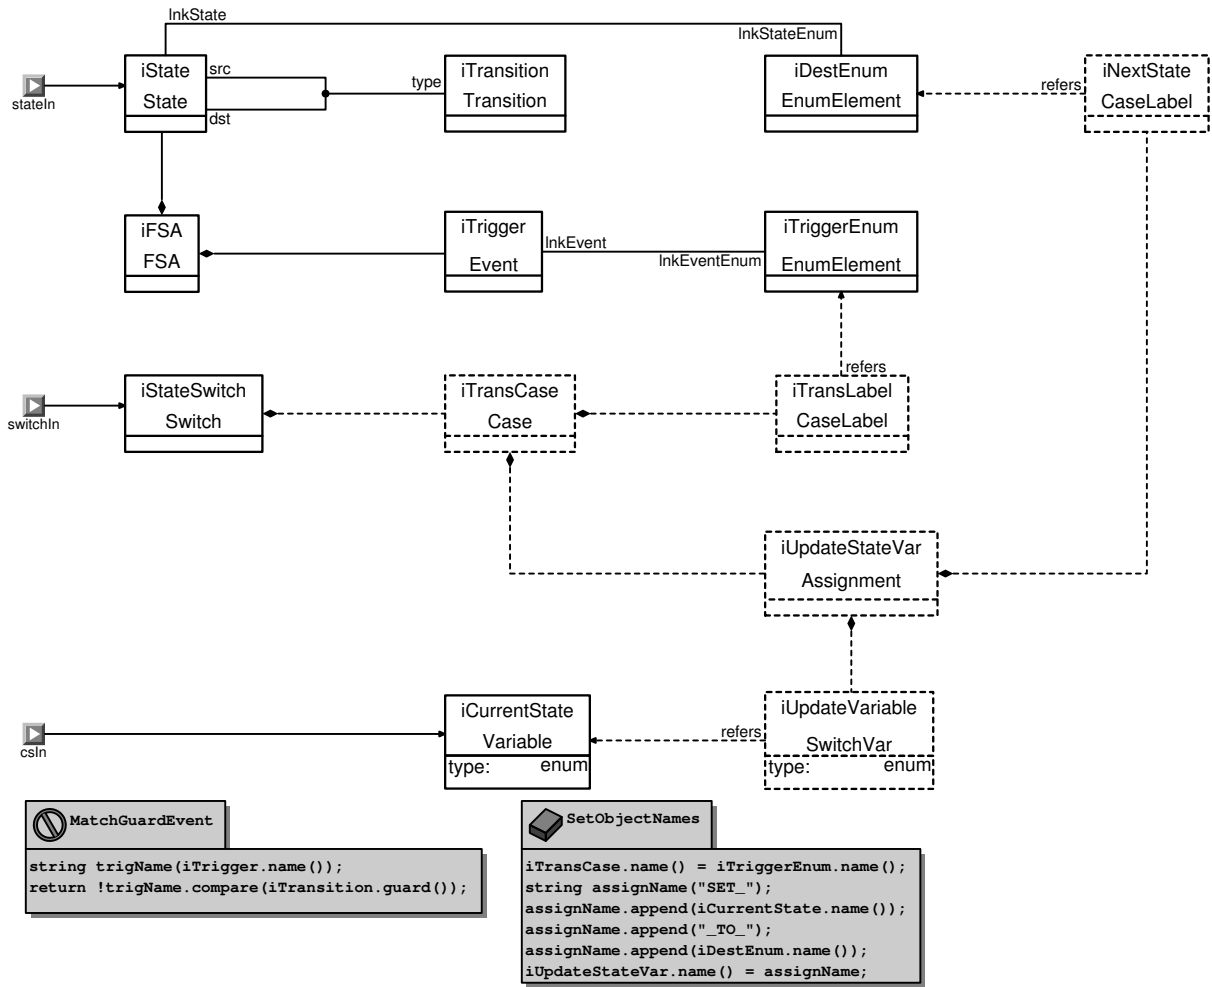 lnkState
lnkStateEnum
stateIn
iState
State
src
dst
type
iTransition
Transition
iDestEnum
EnumElement
refers
iNextState
CaseLabel
iFSA
FSA
iTrigger
Event
lnkEvent
lnkEventEnum
iTriggerEnum
EnumElement
refers
switchIn
iStateSwitch
Switch
iTransCase
Case
iTransLabel
CaseLabel
iUpdateStateVar
Assignment
csIn
iCurrentState
Variable
type: enum
refers
iUpdateVariable
SwitchVar
type: enum
MatchGuardEvent
string trigName(iTrigger.name());
return !trigName.compare(iTransition.guard());
SetObjectNames
iTransCase.name() = iTriggerEnum.name();
string assignName("SET_");
assignName.append(iCurrentState.name());
assignName.append("_TO_");
assignName.append(iDestEnum.name());
iUpdateStateVar.name() = assignName;